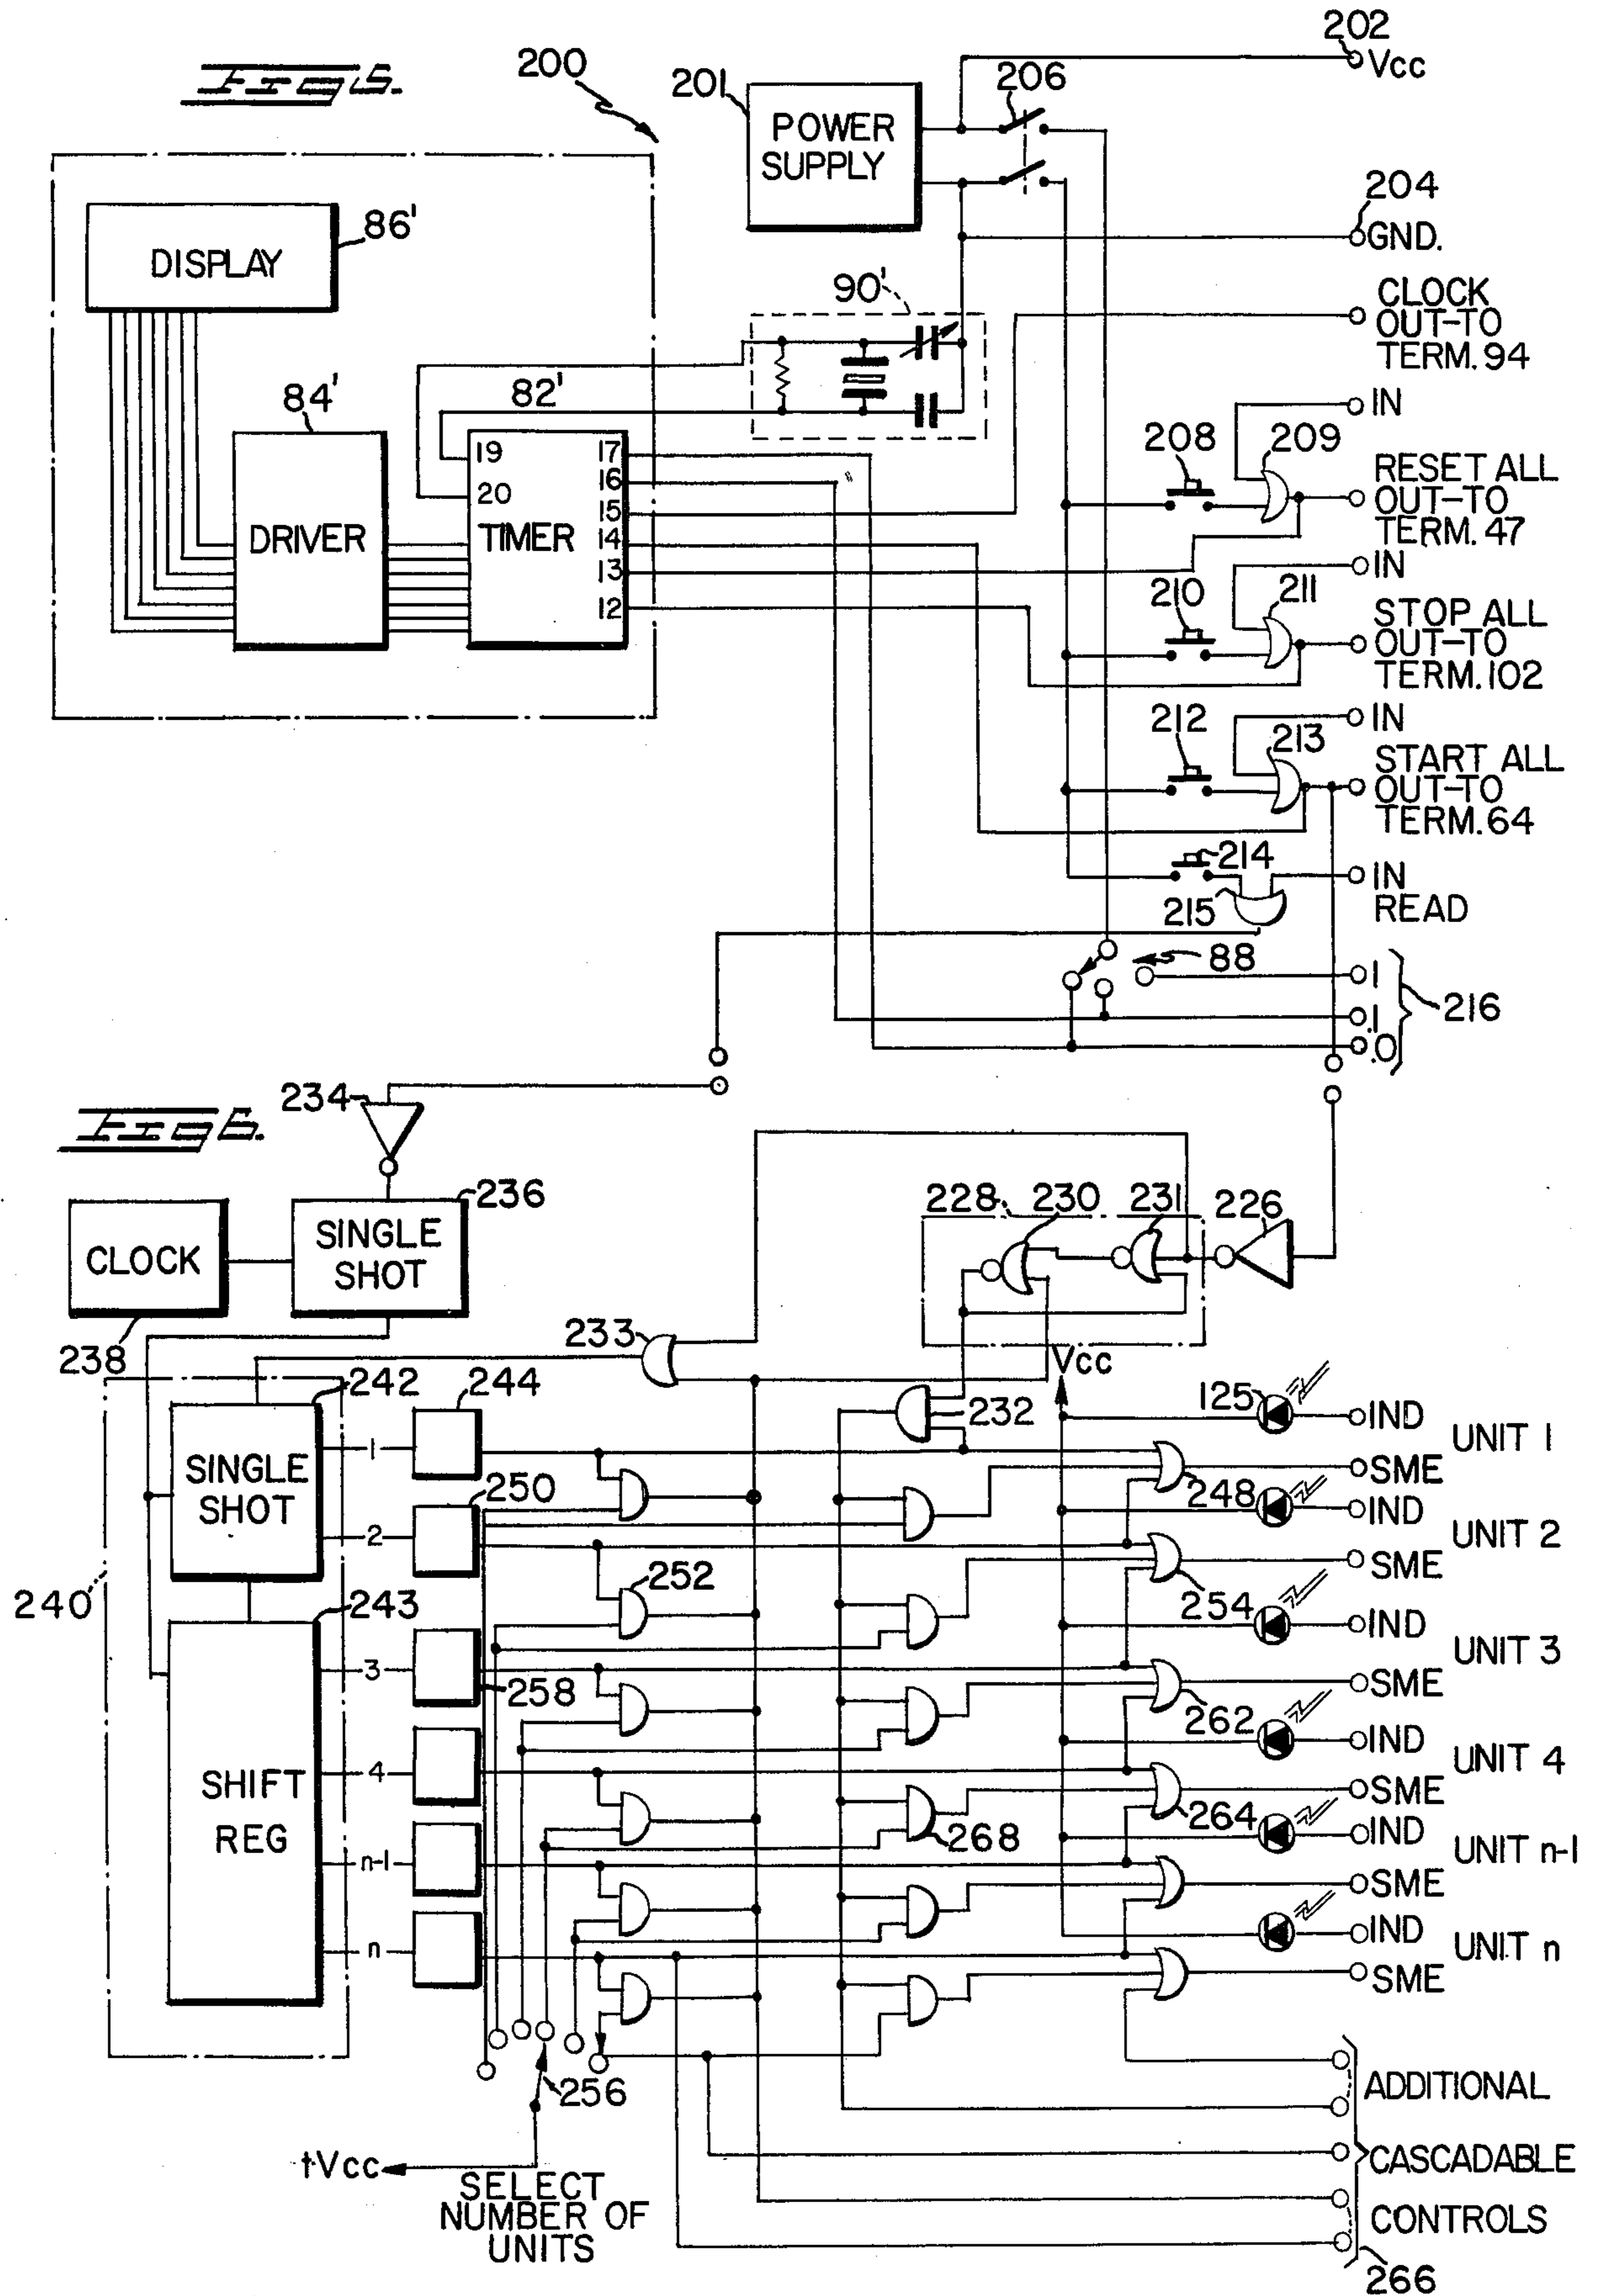 FIG 5.
200
201
POWER
SUPPLY
206
202
Vcc
204
GND.
DISPLAY
86'
90'
CLOCK
OUT-TO
TERM. 94
84'
82'
DRIVER
19
20
TIMER
17
16
15
14
13
12
IN
208
209
RESET ALL
OUT-TO
TERM. 47
IN
210
211
STOP ALL
OUT-TO
TERM. 102
IN
212
213
START ALL
OUT-TO
TERM. 64
214
215
IN
READ
88
1
.1
.0
216
FIG 6.
234
236
SINGLE
SHOT
CLOCK
238
228
230
231
226
233
232
Vcc
240
242
SINGLE
SHOT
243
SHIFT
REG
1
2
3
4
n-1
n
244
250
252
258
125
IND
UNIT 1
SME
248
IND
UNIT 2
SME
254
IND
UNIT 3
SME
262
IND
UNIT 4
SME
264
268
IND
UNIT n-1
SME
IND
UNIT n
SME
256
+Vcc
SELECT
NUMBER OF
UNITS
ADDITIONAL
CASCADABLE
CONTROLS
266